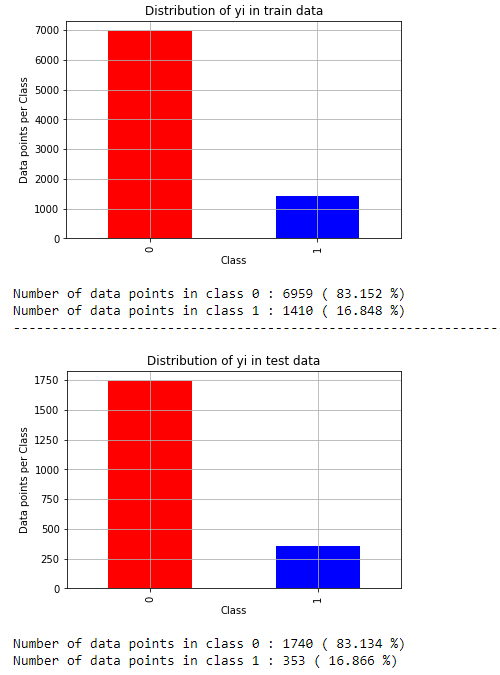 Distribution of yi in train data
7000
6000
5000
4000
3000
2000
1000
0
Data points per Class
0
1
Class
Number of data points in class 0 : 6959 ( 83.152 %)
Number of data points in class 1 : 1410 ( 16.848 %)
--------------------------------------------------------------------------------
Distribution of yi in test data
1750
1500
1250
1000
750
500
250
0
Data points per Class
0
1
Class
Number of data points in class 0 : 1740 ( 83.134 %)
Number of data points in class 1 : 353 ( 16.866 %)